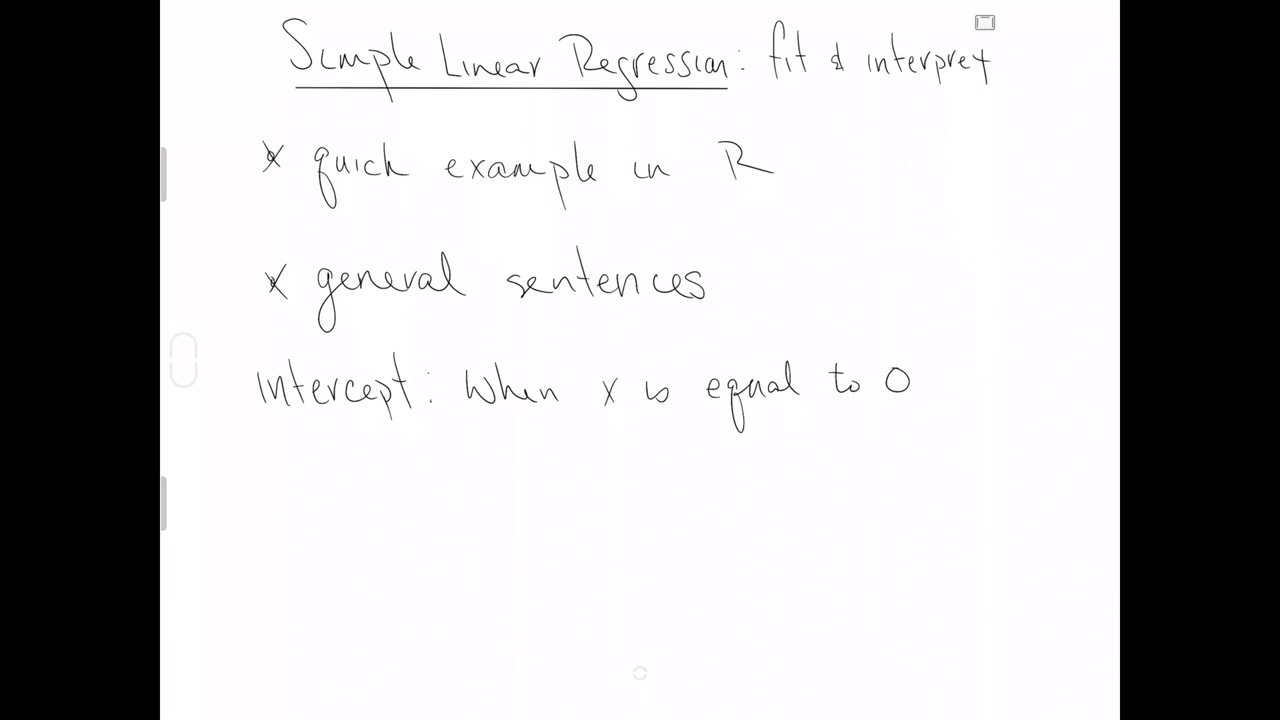 Simple Linear Regression: fit & interpret
* quick example in R
* general sentences
Intercept: When x is equal to 0